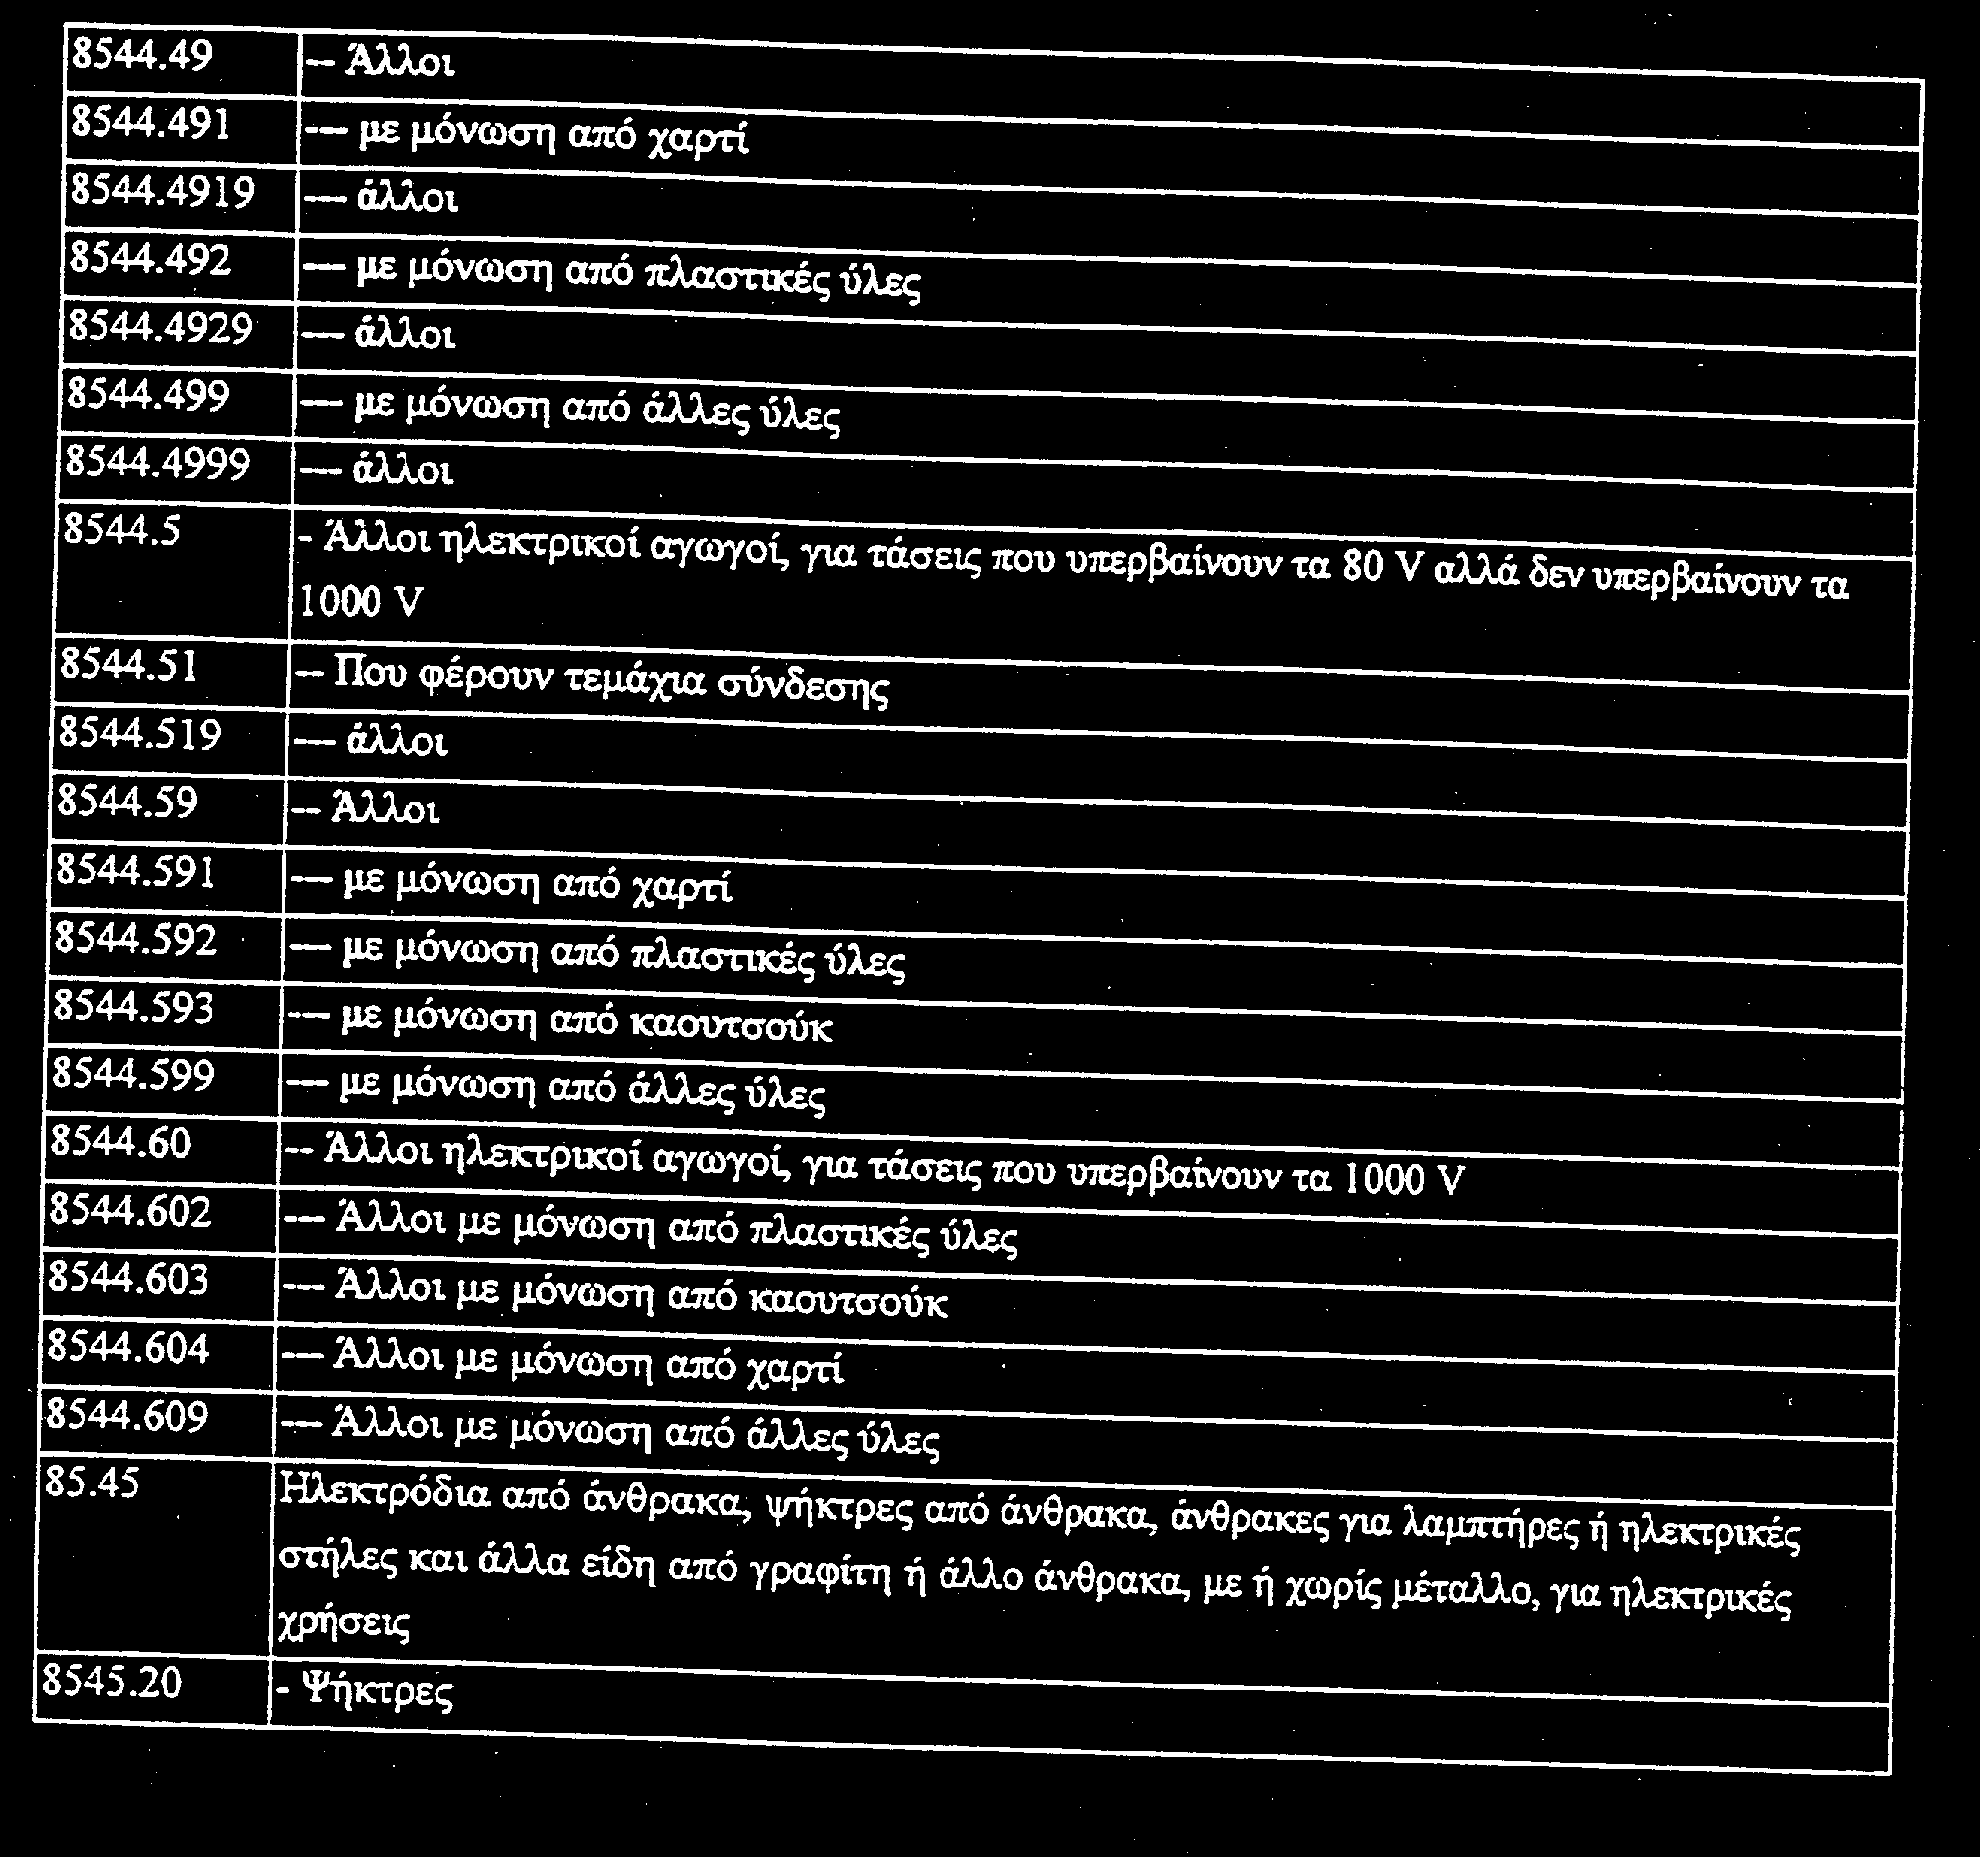 8544.49 -- Άλλοι
8544.491 --- με μόνωση από χαρτί
8544.4919 --- άλλοι
8544.492 --- με μόνωση από πλαστικές ύλες
8544.4929 --- άλλοι
8544.499 --- με μόνωση από άλλες ύλες
8544.4999 --- άλλοι
8544.5 - Άλλοι ηλεκτρικοί αγωγοί, για τάσεις που υπερβαίνουν τα 80 V αλλά δεν υπερβαίνουν τα
1000 V
8544.51 -- Που φέρουν τεμάχια σύνδεσης
8544.519 --- άλλοι
8544.59 -- Άλλοι
8544.591 --- με μόνωση από χαρτί
8544.592 --- με μόνωση από πλαστικές ύλες
8544.593 --- με μόνωση από καουτσούκ
8544.599 --- με μόνωση από άλλες ύλες
8544.60 -- Άλλοι ηλεκτρικοί αγωγοί, για τάσεις που υπερβαίνουν τα 1000 V
8544.602 --- Άλλοι με μόνωση από πλαστικές ύλες
8544.603 --- Άλλοι με μόνωση από καουτσούκ
8544.604 --- Άλλοι με μόνωση από χαρτί
8544.609 --- Άλλοι με μόνωση από άλλες ύλες
85.45 Ηλεκτρόδια από άνθρακα, ψήκτρες από άνθρακα, άνθρακες για λαμπτήρες ή ηλεκτρικές
στήλες και άλλα είδη από γραφίτη ή άλλο άνθρακα, με ή χωρίς μέταλλο, για ηλεκτρικές
χρήσεις
8545.20 - Ψήκτρες